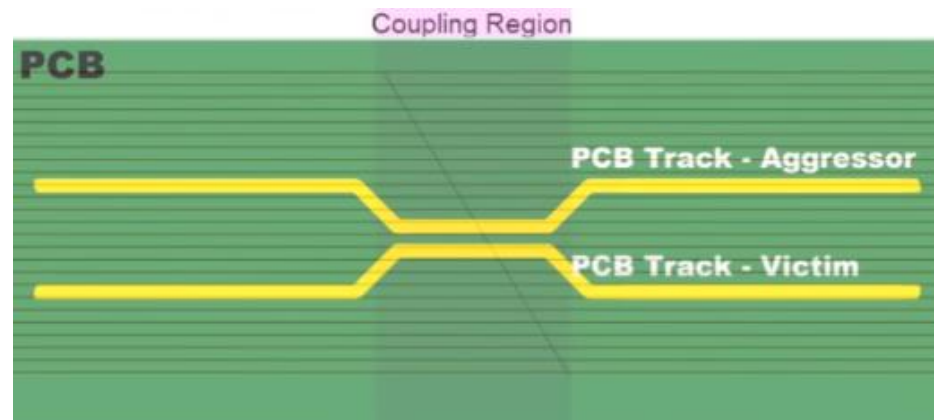 Coupling Region
PCB
PCB Track - Aggressor
PCB Track - Victim